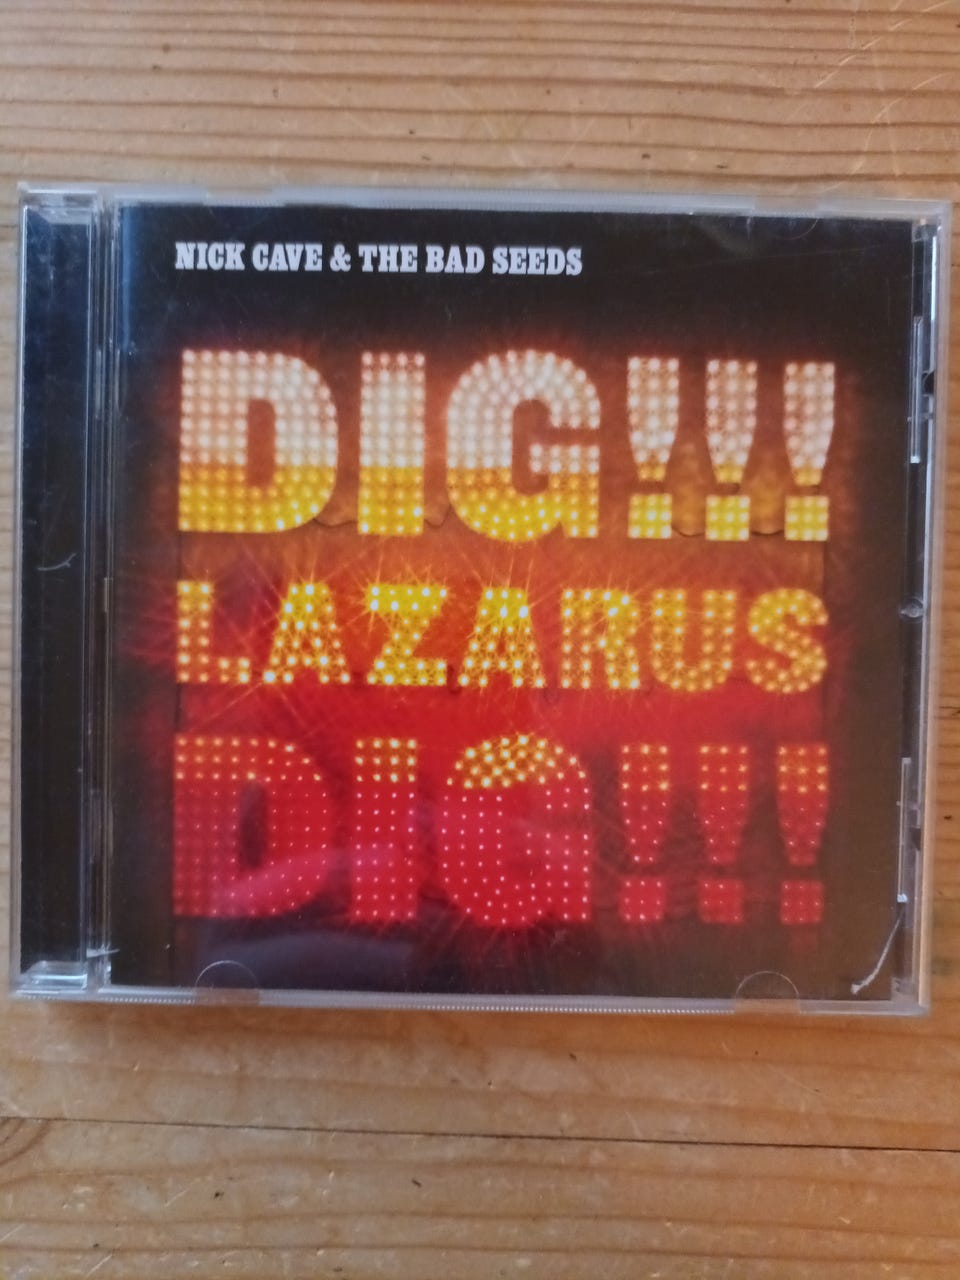 NICK CAVE & THE BAD SEEDS
DIG!!!
LAZARUS
DIG!!!